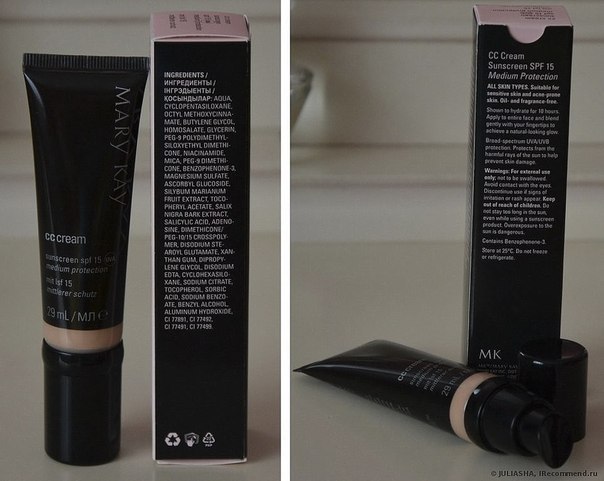 MARY KAY
cc cream
sunscreen spf 15
medium protection
mit lsf 15
mittlerer schutz
29 mL / МЛ
INGREDIENTS /
ИНГРЕДИЕНТЫ /
ІНГРЭДЫЕНТЫ /
ҚОСЫНДЫЛАР: AQUA,
CYCLOPENTASILOXANE,
OCTYL METHOXYCINNA-
MATE, BUTYLENE GLYCOL,
HOMOSALATE, GLYCERIN,
PEG-9 POLYDIMETHYL-
SILOXYETHYL DIMETHI-
CONE, NIACINAMIDE,
MICA, PEG-9 DIMETHI-
CONE, BENZOPHENONE-3,
MAGNESIUM SULFATE,
ASCORBYL GLUCOSIDE,
SILYBUM MARIANUM
FRUIT EXTRACT, TOCO-
PHERYL ACETATE, SALIX
NIGRA BARK EXTRACT,
SALICYLIC ACID, ADENO-
SINE, DIMETHICONE/
PEG-10/15 CROSSPOLY-
MER, DISODIUM STE-
AROYL GLUTAMATE, XAN-
THAN GUM, DIPROPY-
LENE GLYCOL, DISODIUM
EDTA, CYCLOHEXASILO-
XANE, SODIUM CITRATE,
TOCOPHEROL, SORBIC
ACID, SODIUM BENZO-
ATE, BENZYL ALCOHOL,
ALUMINUM HYDROXIDE,
CI 77891, CI 77492,
CI 77491, CI 77499.
PAP
CC Cream
Sunscreen SPF 15
Medium Protection
ALL SKIN TYPES. Suitable for
sensitive skin and acne-prone
skin. Oil- and fragrance-free.
Shown to hydrate for 10 hours.
Apply to entire face and blend
gently with your fingertips to
achieve a natural-looking glow.
Broad-spectrum UVA/UVB
protection. Protects from the
harmful rays of the sun to help
prevent skin damage.
Warnings: For external use
only; not to be swallowed.
Avoid contact with the eyes.
Discontinue use if signs of
irritation or rash appear. Keep
out of reach of children. Do
not stay too long in the sun,
even while using a sunscreen
product. Overexposure to the
sun is dangerous.
Contains Benzophenone-3.
Store at 25°C. Do not freeze
or refrigerate.
MK
cc cream
29 mL
© JULIASHA, IRecommend.ru